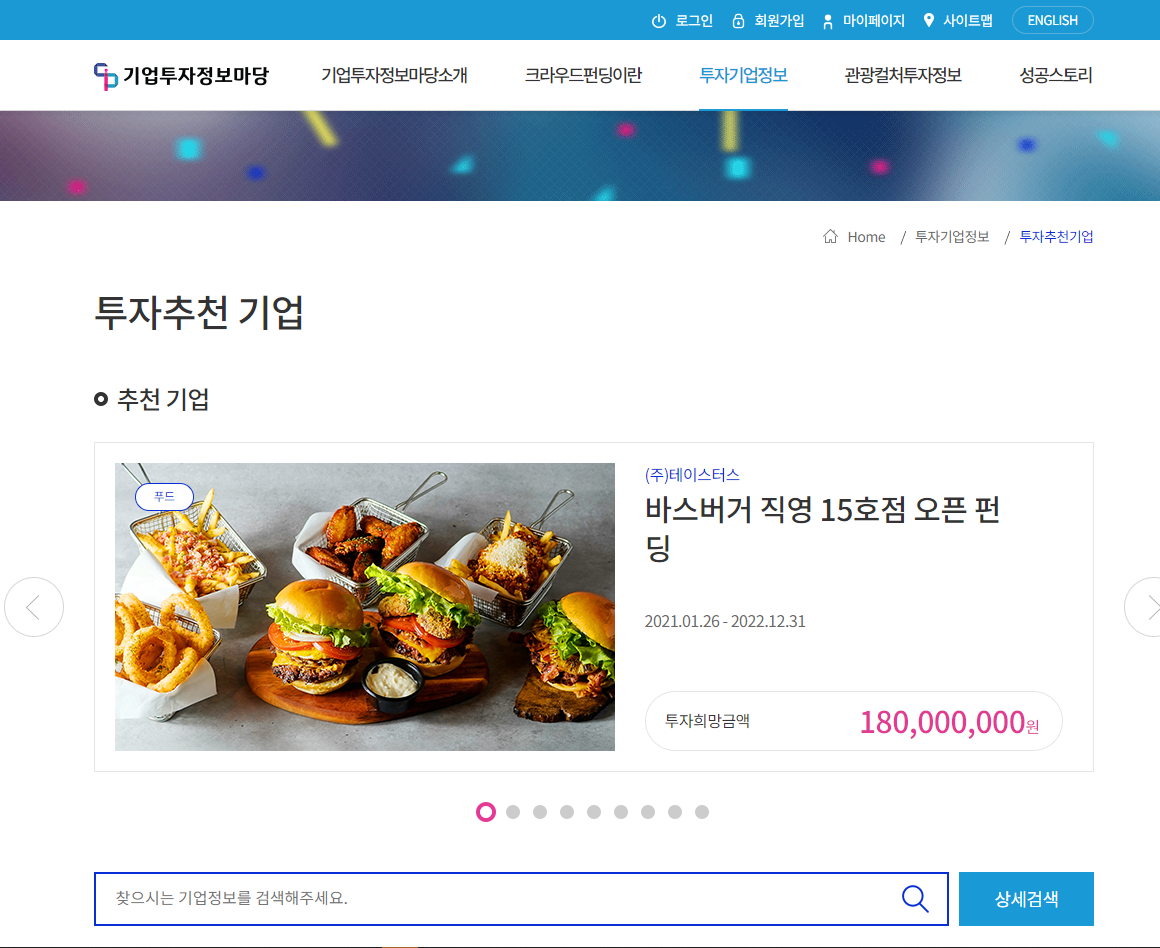 로그인 회원가입 마이페이지 사이트맵 ENGLISH
기업투자정보마당 기업투자정보마당소개 크라우드펀딩이란 투자기업정보 관광컬처투자정보 성공스토리
Home / 투자기업정보 / 투자추천기업
투자추천 기업
추천 기업
푸드
(주)테이스터스
바스버거 직영 15호점 오픈 펀
딩
2021.01.26 - 2022.12.31
투자희망금액 180,000,000원
찾으시는 기업정보를 검색해주세요. 상세검색